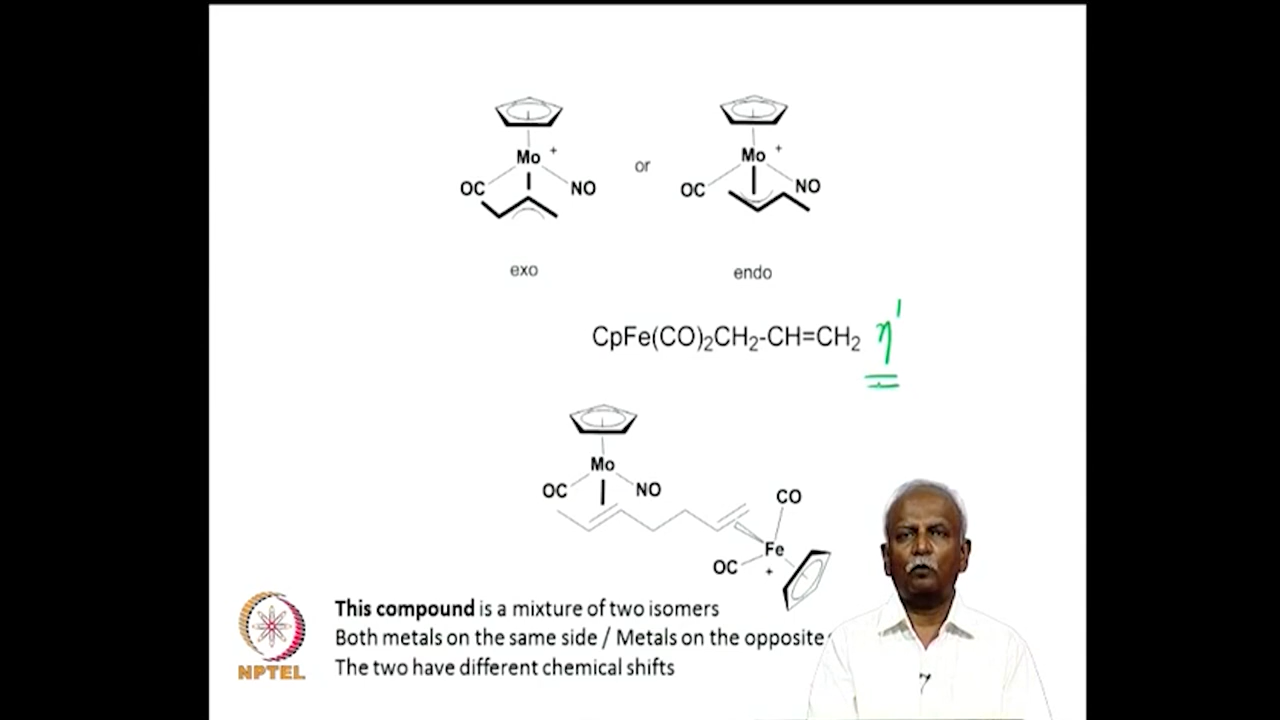 Mo +
OC NO
exo
or
Mo +
OC NO
endo
CpFe(CO)₂CH₂-CH=CH₂ η¹
Mo
OC NO
CO
Fe
OC +
This compound is a mixture of two isomers
Both metals on the same side / Metals on the opposite
The two have different chemical shifts
NPTEL